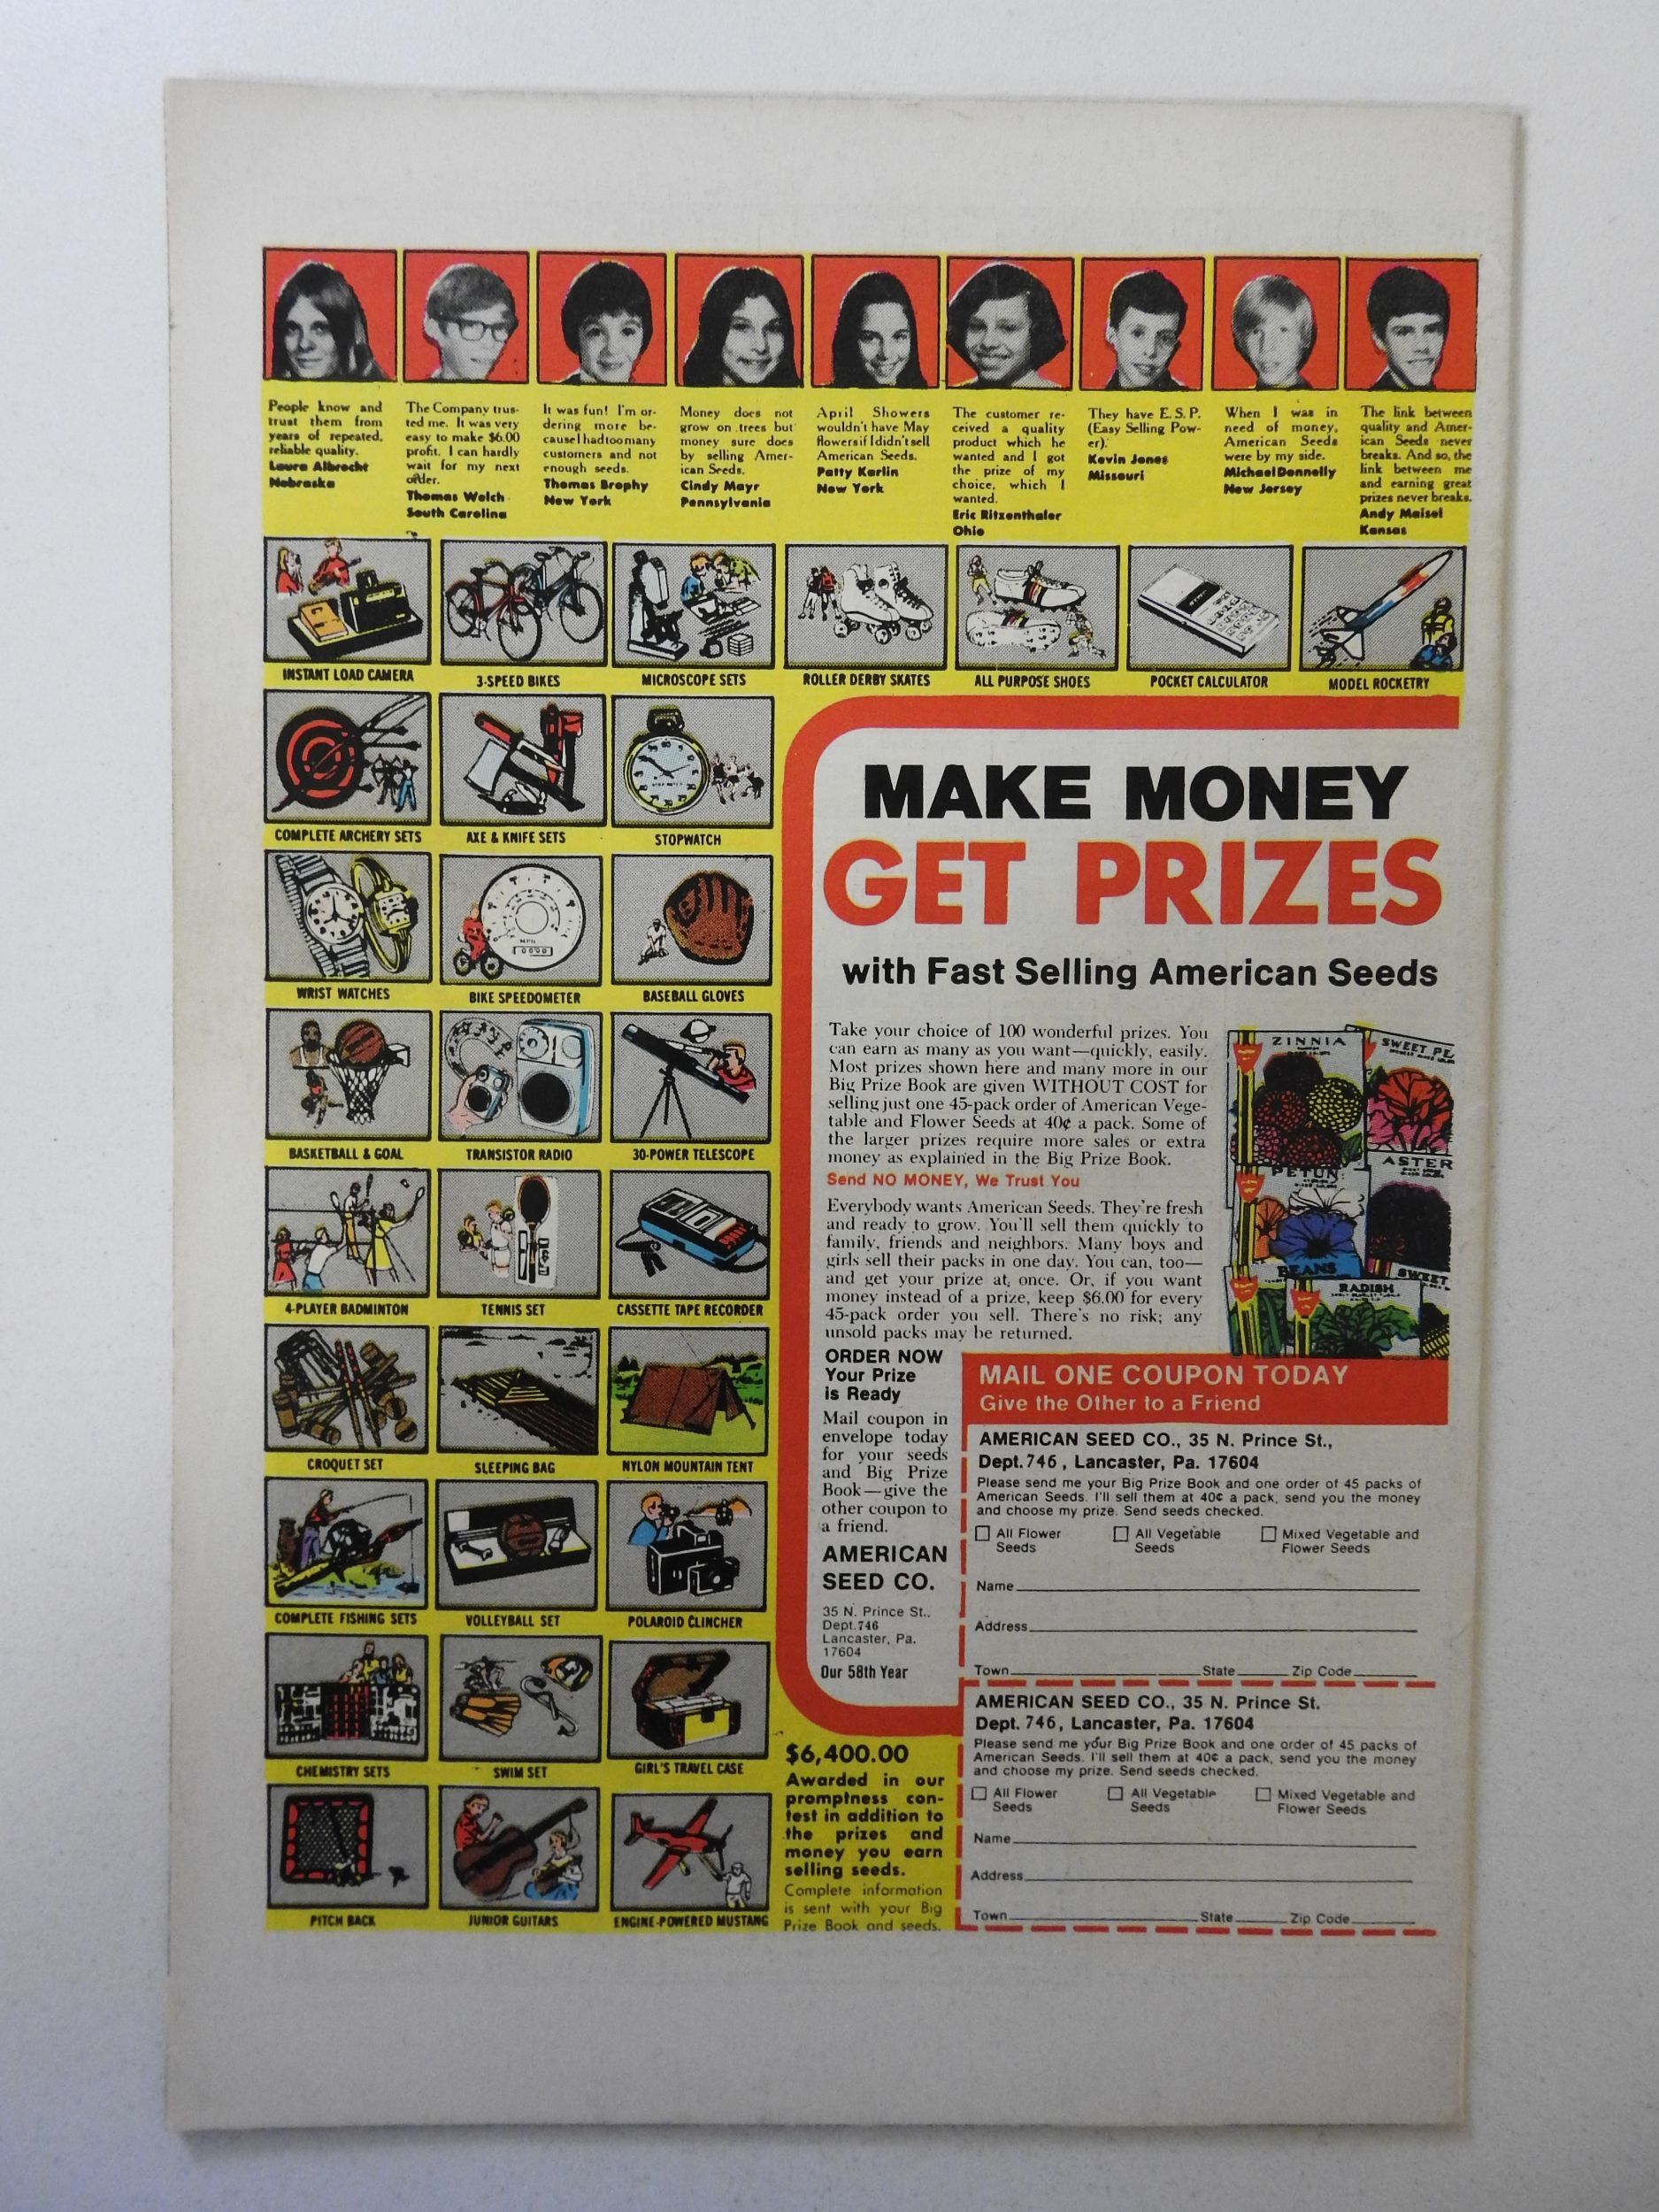 People know and
trust them from
years of repeated,
reliable quality.
Laura Albrecht
Nebraska
The Company trus-
ted me. It was very
easy to make $6.00
profit. I can hardly
wait for my next
order.
Thomas Welch
South Carolina
It was fun! I'm or-
dering more be-
cause I had too many
customers and not
enough seeds.
Thomas Brophy
New York
Money does not
grow on trees but
money sure does
by selling Amer-
ican Seeds.
Cindy Mayr
Pennsylvania
April Showers
wouldn't have May
flowers if I didn't sell
American Seeds.
Patty Karlin
New York
The customer re-
ceived a quality
product which he
wanted and I got
the prize of my
choice, which I
wanted.
Eric Ritzenthaler
Ohio
They have E.S.P.
(Easy Selling Pow-
er).
Kevin Jones
Missouri
When I was in
need of money,
American Seeds
were by my side.
Michael Donnelly
New Jersey
The link between
quality and Amer-
ican Seeds never
breaks. And so, the
link between me
and earning great
prizes never breaks.
Andy Maisel
Kansas
INSTANT LOAD CAMERA
3-SPEED BIKES
MICROSCOPE SETS
ROLLER DERBY SKATES
ALL PURPOSE SHOES
POCKET CALCULATOR
MODEL ROCKETRY
COMPLETE ARCHERY SETS
AXE & KNIFE SETS
STOPWATCH
WRIST WATCHES
BIKE SPEEDOMETER
BASEBALL GLOVES
BASKETBALL & GOAL
TRANSISTOR RADIO
30-POWER TELESCOPE
4-PLAYER BADMINTON
TENNIS SET
CASSETTE TAPE RECORDER
CROQUET SET
SLEEPING BAG
NYLON MOUNTAIN TENT
COMPLETE FISHING SETS
VOLLEYBALL SET
POLAROID CLINCHER
CHEMISTRY SETS
SWIM SET
GIRL'S TRAVEL CASE
PITCH BACK
JUNIOR GUITARS
ENGINE-POWERED MUSTANG
MAKE MONEY
GET PRIZES
with Fast Selling American Seeds
Take your choice of 100 wonderful prizes. You
can earn as many as you want—quickly, easily.
Most prizes shown here and many more in our
Big Prize Book are given WITHOUT COST for
selling just one 45-pack order of American Vege-
table and Flower Seeds at 40¢ a pack. Some of
the larger prizes require more sales or extra
money as explained in the Big Prize Book.
Send NO MONEY, We Trust You
Everybody wants American Seeds. They're fresh
and ready to grow. You'll sell them quickly to
family, friends and neighbors. Many boys and
girls sell their packs in one day. You can, too—
and get your prize at once. Or, if you want
money instead of a prize, keep $6.00 for every
45-pack order you sell. There's no risk; any
unsold packs may be returned.
ZINNIA
SWEET PE
ASTER
PETUN
BEANS
SWEET
RADISH
ORDER NOW
Your Prize
is Ready
Mail coupon in
envelope today
for your seeds
and Big Prize
Book—give the
other coupon to
a friend.
AMERICAN
SEED CO.
35 N. Prince St.,
Dept. 746
Lancaster, Pa.
17604
Our 58th Year
$6,400.00
Awarded in our
promptness con-
test in addition to
the prizes and
money you earn
selling seeds.
Complete information
is sent with your Big
Prize Book and seeds.
MAIL ONE COUPON TODAY
Give the Other to a Friend
AMERICAN SEED CO., 35 N. Prince St.,
Dept. 746, Lancaster, Pa. 17604
Please send me your Big Prize Book and one order of 45 packs of
American Seeds. I'll sell them at 40¢ a pack, send you the money
and choose my prize. Send seeds checked.
All Flower Seeds
All Vegetable Seeds
Mixed Vegetable and Flower Seeds
Name
Address
Town State Zip Code
AMERICAN SEED CO., 35 N. Prince St.
Dept. 746, Lancaster, Pa. 17604
Please send me your Big Prize Book and one order of 45 packs of
American Seeds. I'll sell them at 40¢ a pack, send you the money
and choose my prize. Send seeds checked.
All Flower Seeds
All Vegetable Seeds
Mixed Vegetable and Flower Seeds
Name
Address
Town State Zip Code